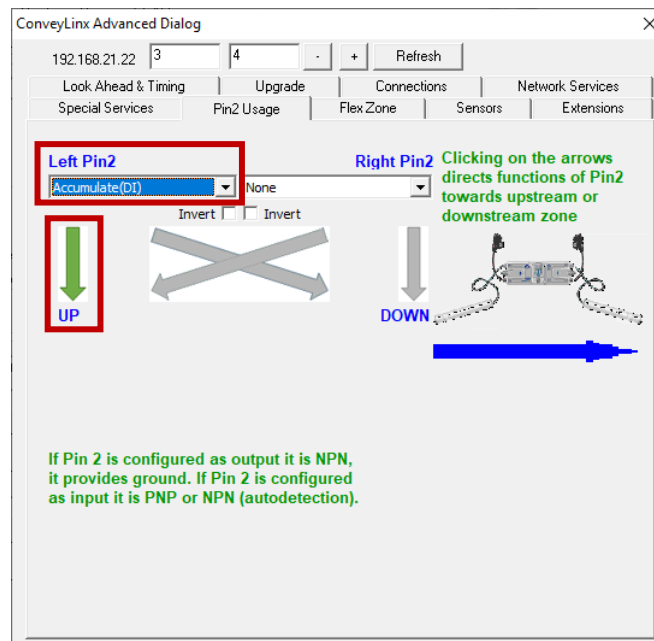 ConveyLinx Advanced Dialog
192.168.21.22 3 4 - + Refresh
Look Ahead & Timing Upgrade Connections Network Services
Special Services Pin2 Usage Flex Zone Sensors Extensions
Left Pin2 Right Pin2
Accumulate(DI) None
Invert Invert
Clicking on the arrows
directs functions of Pin2
towards upstream or
downstream zone
UP DOWN
If Pin 2 is configured as output it is NPN,
it provides ground. If Pin 2 is configured
as input it is PNP or NPN (autodetection).